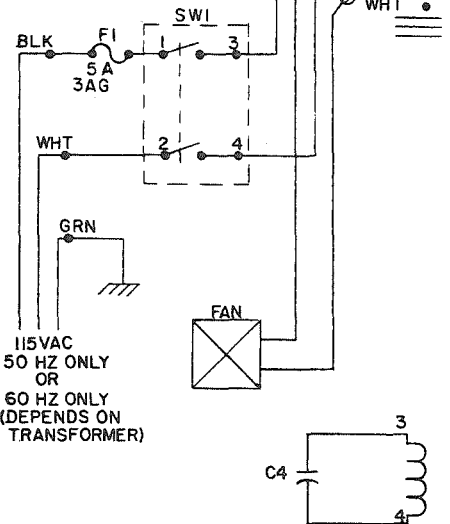 SW1
WHT
BLK
F1
1
3
5A
3AG
WHT
2
4
GRN
FAN
115VAC
50 HZ ONLY
OR
60 HZ ONLY
(DEPENDS ON
TRANSFORMER)
3
C4
4